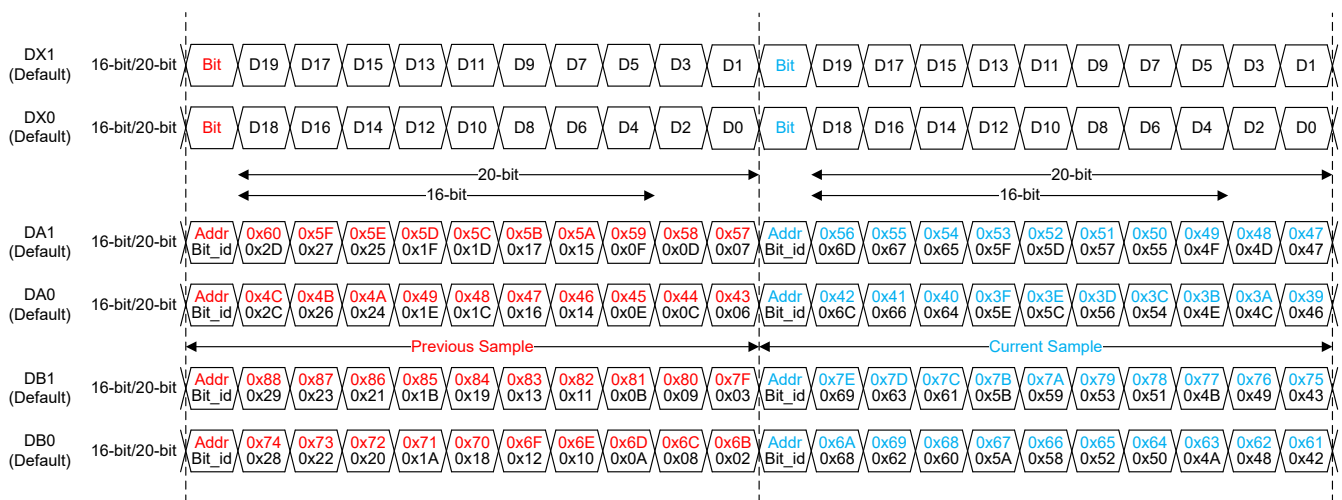 DX1 (Default) 16-bit/20-bit Bit D19 D17 D15 D13 D11 D9 D7 D5 D3 D1 Bit D19 D17 D15 D13 D11 D9 D7 D5 D3 D1
DX0 (Default) 16-bit/20-bit Bit D18 D16 D14 D12 D10 D8 D6 D4 D2 D0 Bit D18 D16 D14 D12 D10 D8 D6 D4 D2 D0
20-bit 20-bit
16-bit 16-bit
DA1 Addr 0x60 0x5F 0x5E 0x5D 0x5C 0x5B 0x5A 0x59 0x58 0x57 Addr 0x56 0x55 0x54 0x53 0x52 0x51 0x50 0x49 0x48 0x47
(Default) 16-bit/20-bit Bit_id 0x2D 0x27 0x25 0x1F 0x1D 0x17 0x15 0x0F 0x0D 0x07 Bit_id 0x6D 0x67 0x65 0x5F 0x5D 0x57 0x55 0x4F 0x4D 0x47
DA0 Addr 0x4C 0x4B 0x4A 0x49 0x48 0x47 0x46 0x45 0x44 0x43 Addr 0x42 0x41 0x40 0x3F 0x3E 0x3D 0x3C 0x3B 0x3A 0x39
(Default) 16-bit/20-bit Bit_id 0x2C 0x26 0x24 0x1E 0x1C 0x16 0x14 0x0E 0x0C 0x06 Bit_id 0x6C 0x66 0x64 0x5E 0x5C 0x56 0x54 0x4E 0x4C 0x46
Previous Sample Current Sample
DB1 Addr 0x88 0x87 0x86 0x85 0x84 0x83 0x82 0x81 0x80 0x7F Addr 0x7E 0x7D 0x7C 0x7B 0x7A 0x79 0x78 0x77 0x76 0x75
(Default) 16-bit/20-bit Bit_id 0x29 0x23 0x21 0x1B 0x19 0x13 0x11 0x0B 0x09 0x03 Bit_id 0x69 0x63 0x61 0x5B 0x59 0x53 0x51 0x4B 0x49 0x43
DB0 Addr 0x74 0x73 0x72 0x71 0x70 0x6F 0x6E 0x6D 0x6C 0x6B Addr 0x6A 0x69 0x68 0x67 0x66 0x65 0x64 0x63 0x62 0x61
(Default) 16-bit/20-bit Bit_id 0x28 0x22 0x20 0x1A 0x18 0x12 0x10 0x0A 0x08 0x02 Bit_id 0x68 0x62 0x60 0x5A 0x58 0x52 0x50 0x4A 0x48 0x42